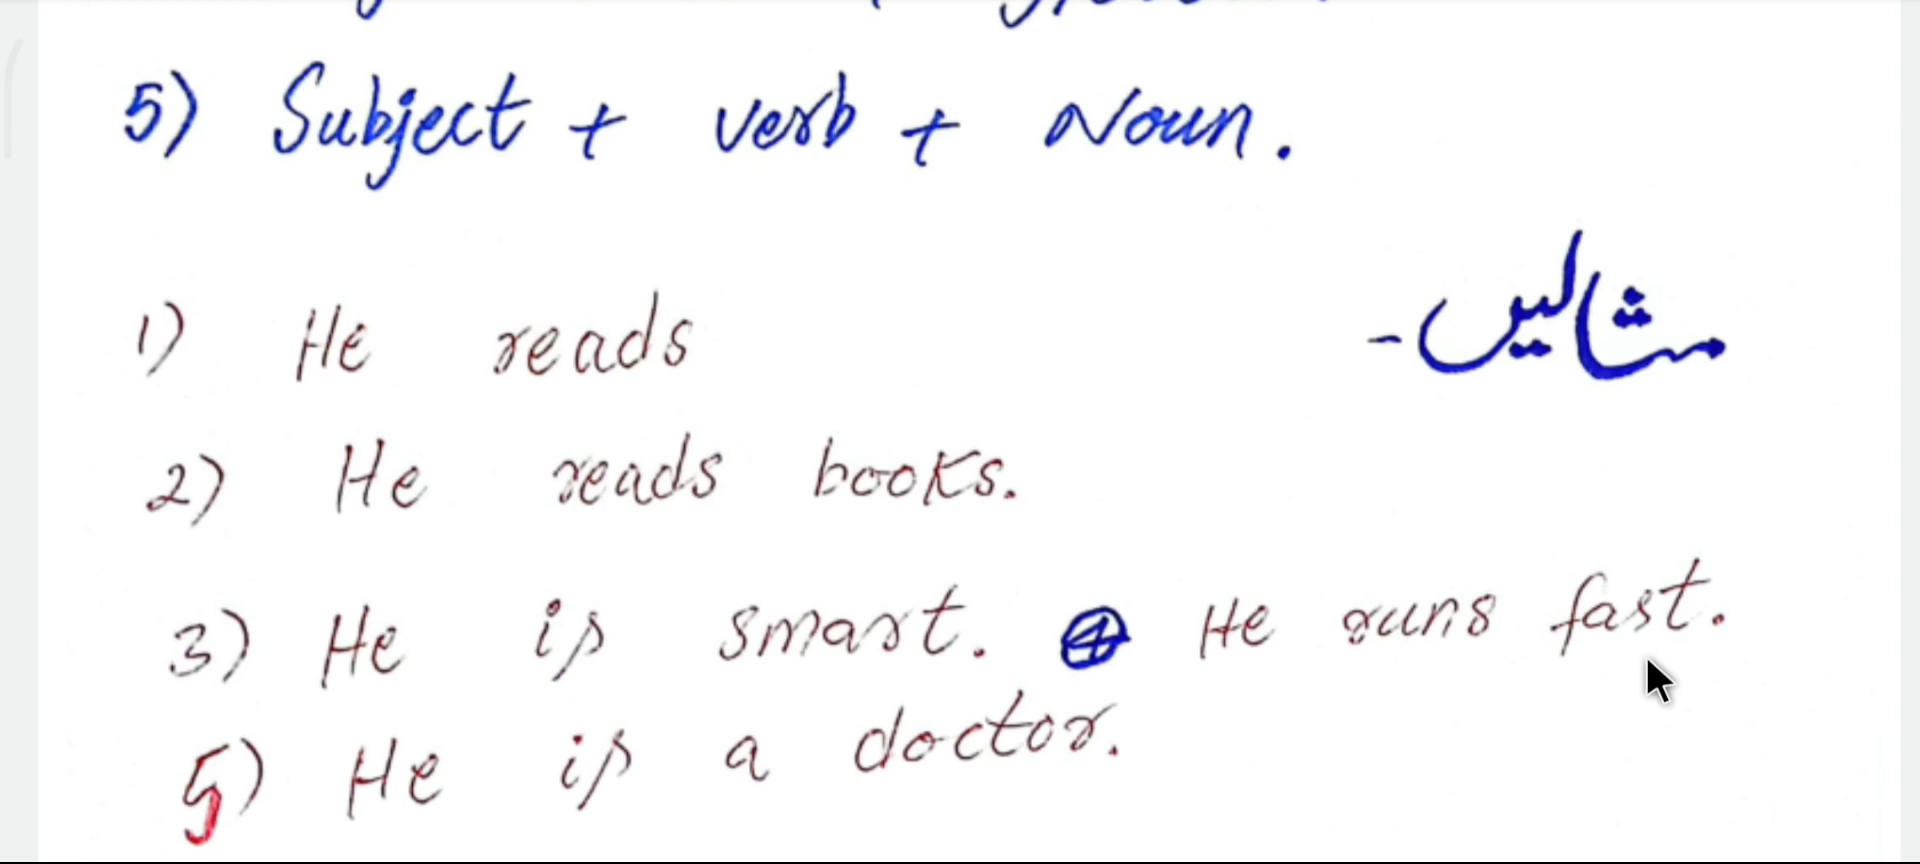 5) Subject + verb + Noun.
مثالیں-
1) He reads
2) He reads books.
3) He is smart. ④ He runs fast.
5) He is a doctor.